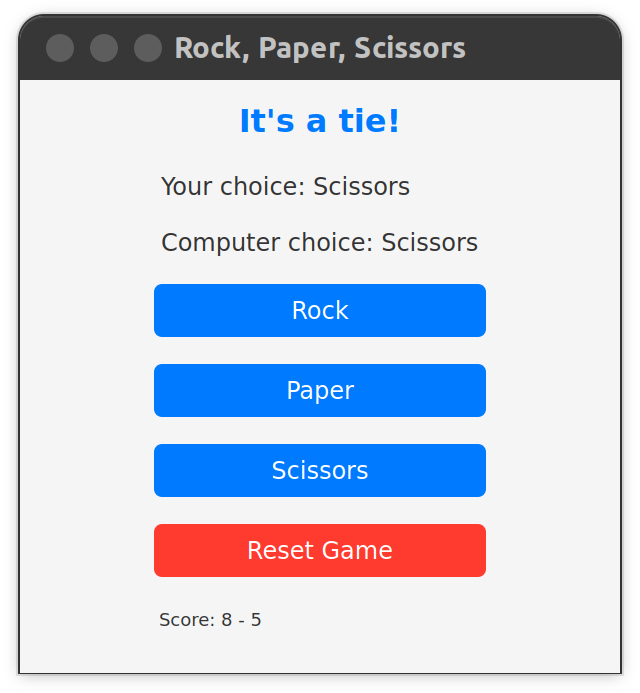 Rock, Paper, Scissors
It's a tie!
Your choice: Scissors
Computer choice: Scissors
Rock
Paper
Scissors
Reset Game
Score: 8 - 5